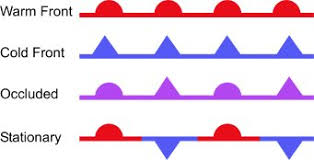 Warm Front
Cold Front
Occluded
Stationary